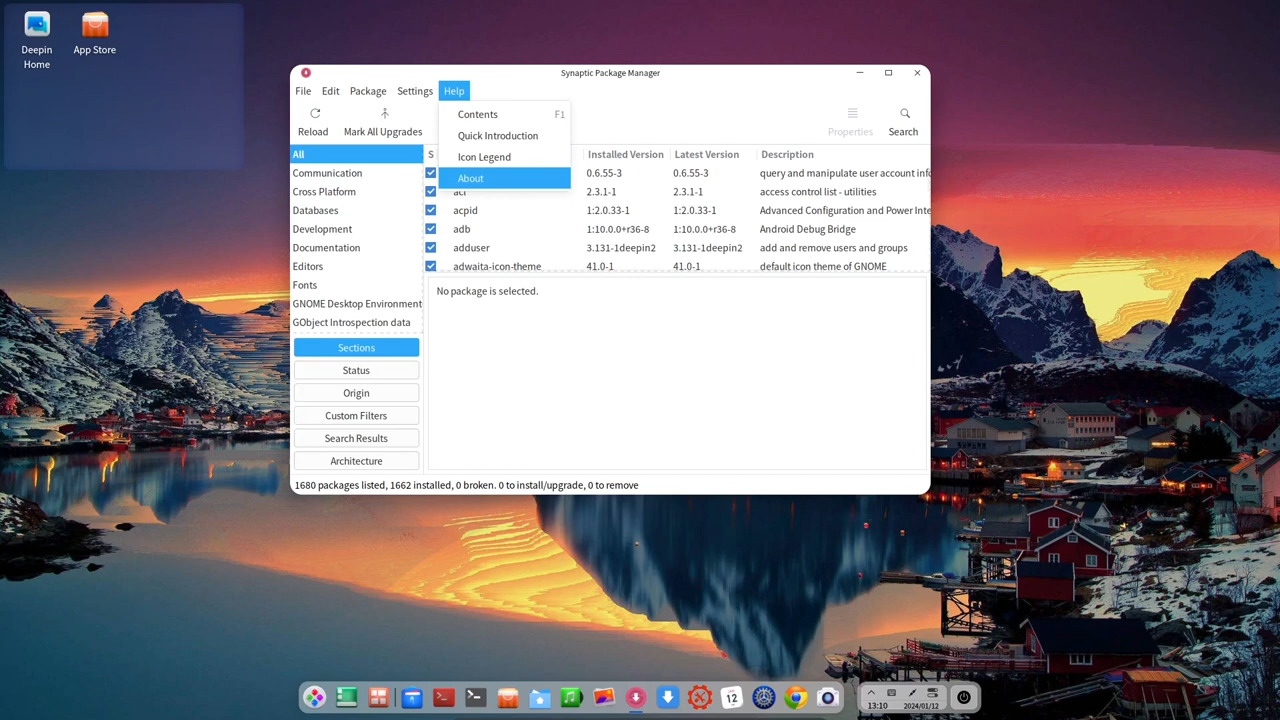 Deepin
Home
App Store
Synaptic Package Manager
File Edit Package Settings Help
Contents F1
Quick Introduction
Icon Legend
About
Reload Mark All Upgrades Properties Search
All
Communication
Cross Platform
Databases
Development
Documentation
Editors
Fonts
GNOME Desktop Environment
GObject Introspection data
Sections
Status
Origin
Custom Filters
Search Results
Architecture
S Installed Version Latest Version Description
0.6.55-3 0.6.55-3 query and manipulate user account info
acl 2.3.1-1 2.3.1-1 access control list - utilities
acpid 1:2.0.33-1 1:2.0.33-1 Advanced Configuration and Power Inte
adb 1:10.0.0+r36-8 1:10.0.0+r36-8 Android Debug Bridge
adduser 3.131-1deepin2 3.131-1deepin2 add and remove users and groups
adwaita-icon-theme 41.0-1 41.0-1 default icon theme of GNOME
No package is selected.
1680 packages listed, 1662 installed, 0 broken. 0 to install/upgrade, 0 to remove
JAN
12
13:10 2024/01/12